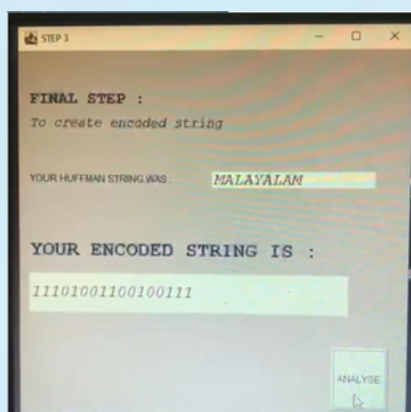 STEP 3
FINAL STEP :
To create encoded string
YOUR HUFFMAN STRING WAS :
MALAYALAM
YOUR ENCODED STRING IS :
11101001100100111
ANALYSE